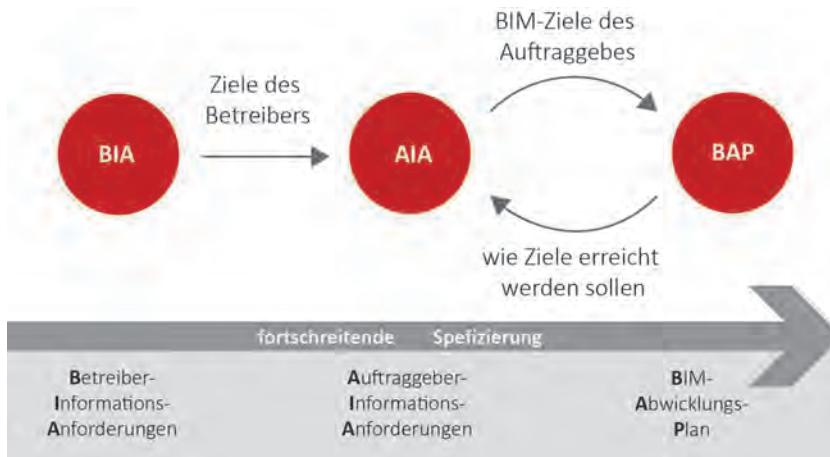 BIM-Ziele des
Auftraggebes
Ziele des
Betreibers
BIA
AIA
BAP
wie Ziele erreicht
werden sollen
fortschreitende Spefizierung
Betreiber-
Informations-
Anforderungen
Auftraggeber-
Informations-
Anforderungen
BIM-
Abwicklungs-
Plan